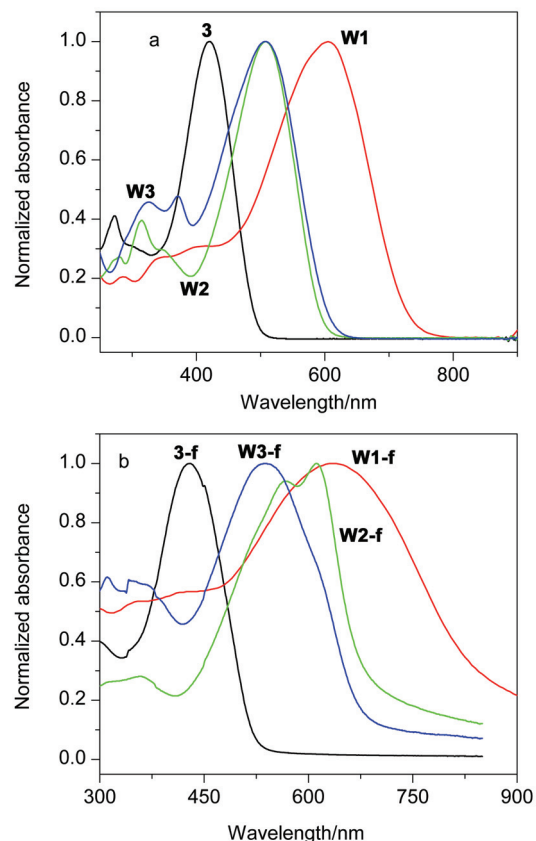 a
3
W1
W3
W2
Normalized absorbance
1.0
0.8
0.6
0.4
0.2
0.0
400 600 800
Wavelength/nm
b
3-f
W3-f
W1-f
W2-f
Normalized absorbance
1.0
0.8
0.6
0.4
0.2
0.0
300 450 600 750 900
Wavelength/nm